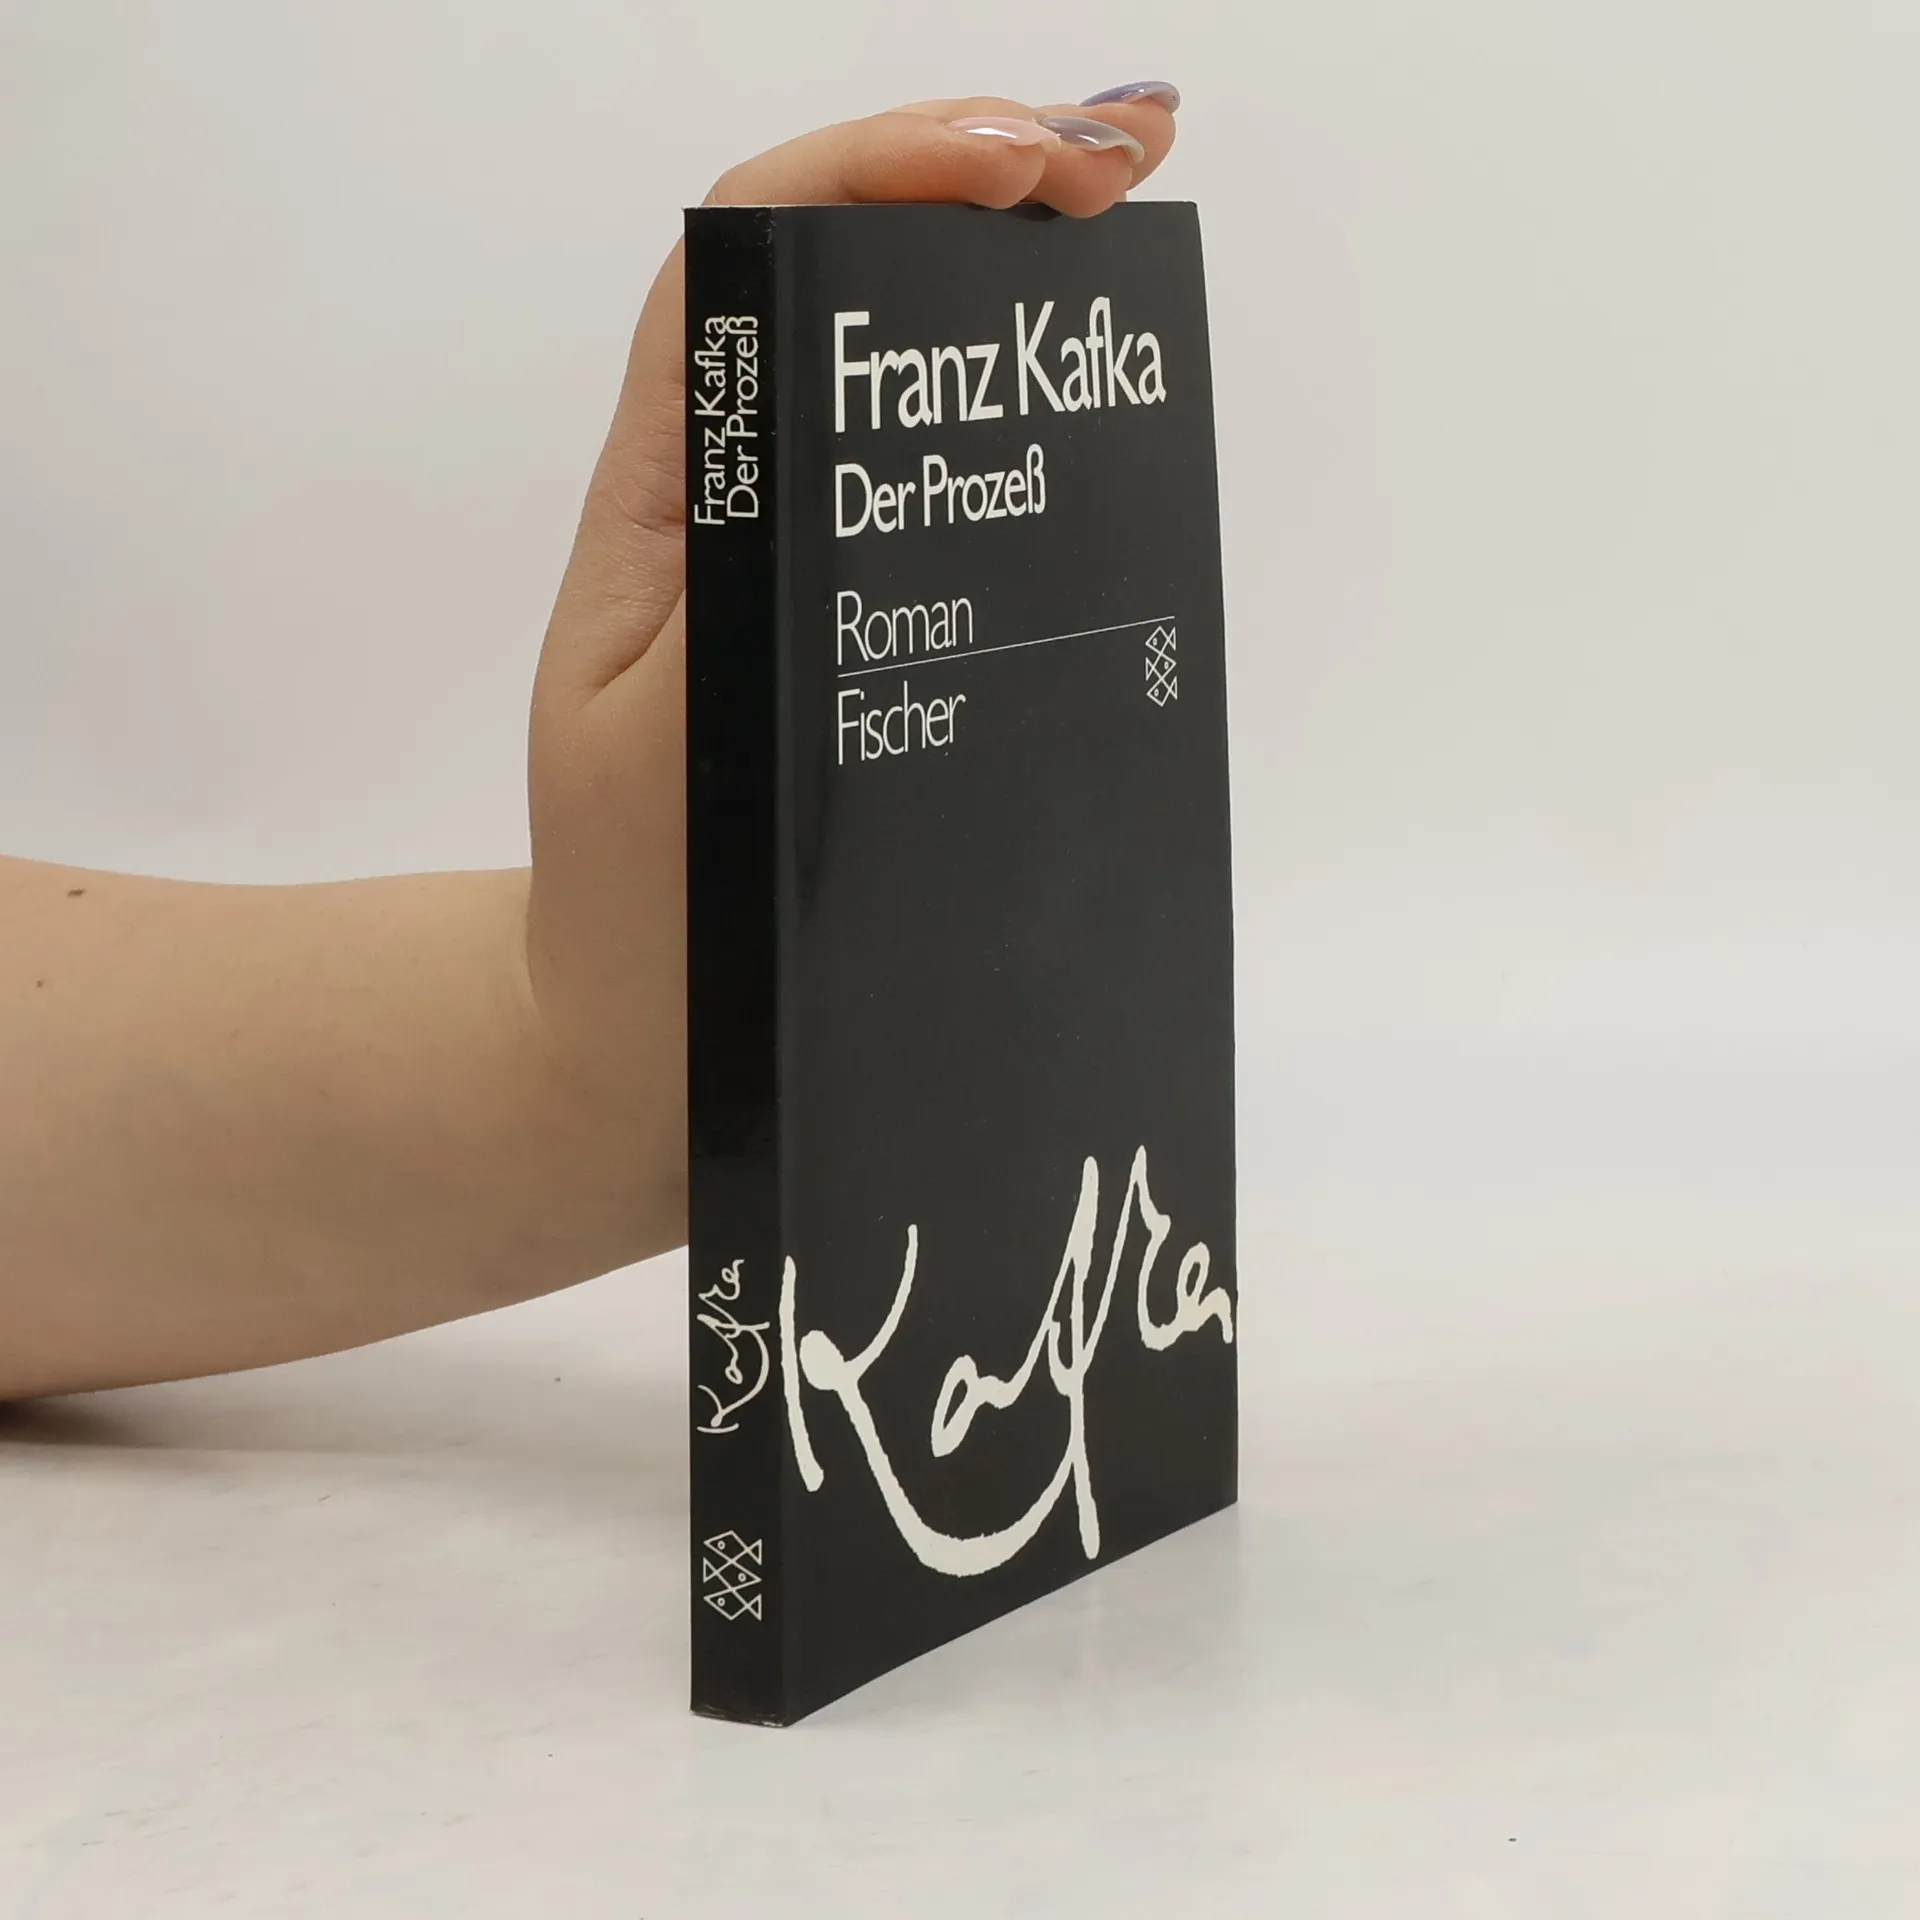 Franz Kafka
Der Prozeß
Kafka
Franz Kafka
Der Prozeß
Roman
Fischer
Kafka